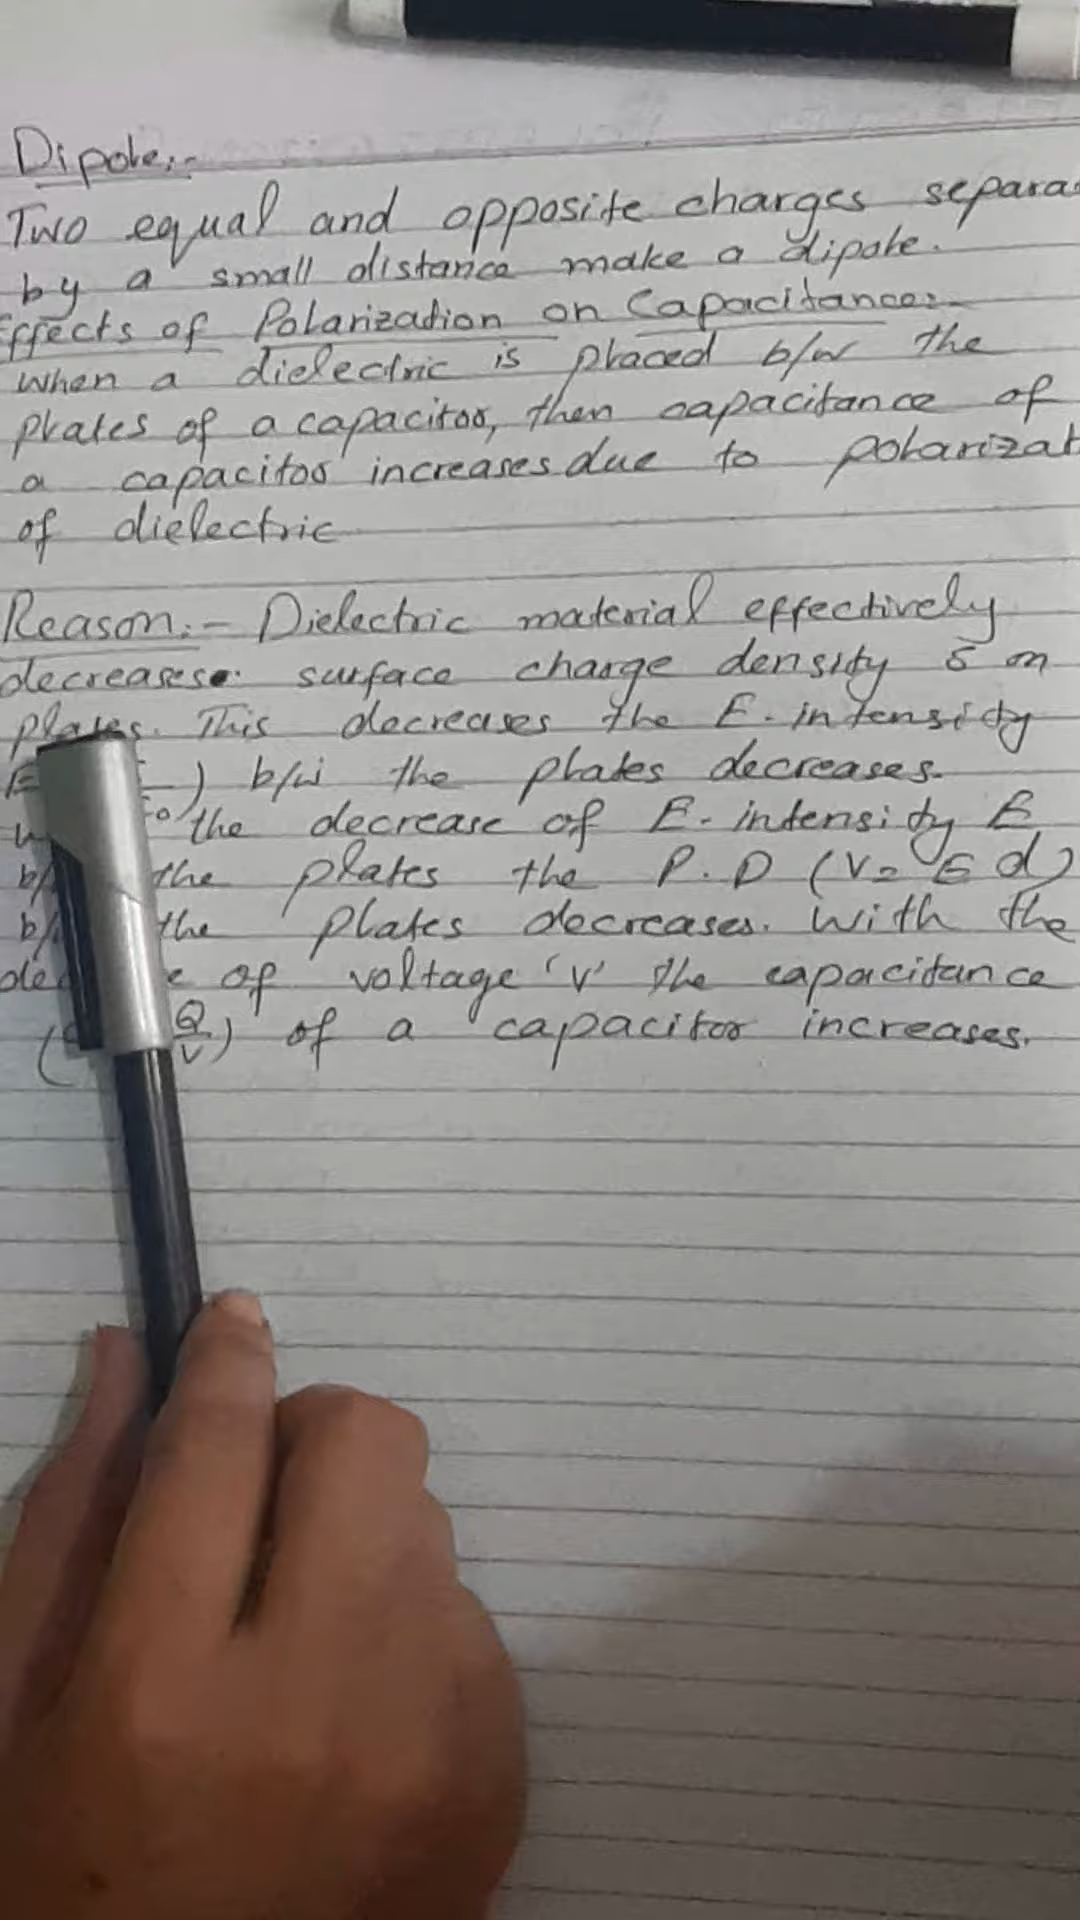 Dipole:-
Two equal and opposite charges separa
by a small distance make a dipole.
Effects of Polarization on Capacitance:-
when a dielectric is placed b/w the
plates of a capacitor, then capacitance of
a capacitor increases due to polarizat
of dielectric
Reason:- Dielectric material effectively
decreases surface charge density δ on
plates. This decreases the E. intensity
) b/w the plates decreases.
the decrease of E. intensity E
the plates the P.D (V= E d)
the plates decreases. With the
of voltage 'V' the capacitance
( Q/V) of a capacitor increases.